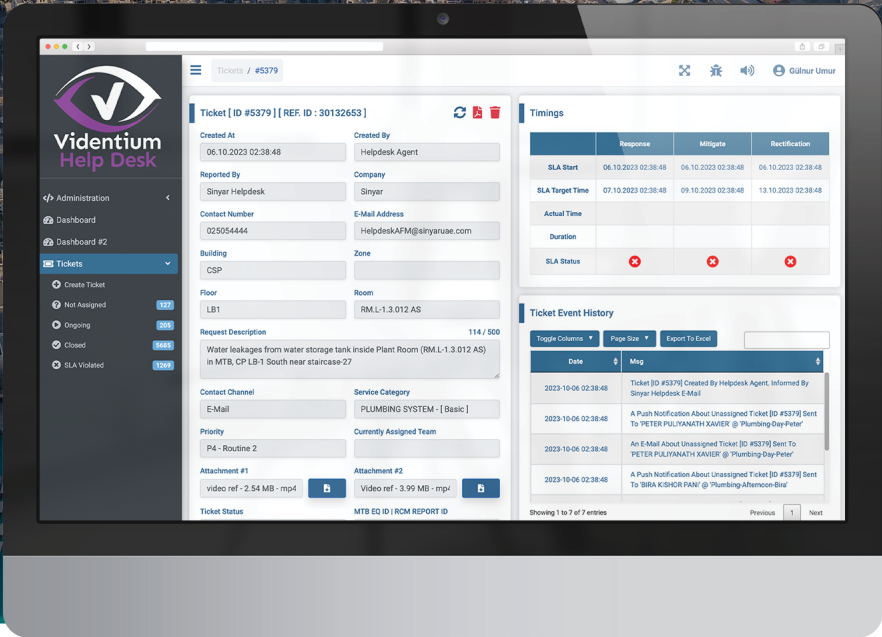 Tickets / #5379
Gülnur Umur
Videntium
Help Desk
Administration
Dashboard
Dashboard #2
Tickets
Create Ticket
Not Assigned 127
Ongoing 205
Closed 5685
SLA Violated 1269
Ticket [ ID #5379 ] [ REF. ID : 30132653 ]
Created At
06.10.2023 02:38:48
Created By
Helpdesk Agent
Reported By
Sinyar Helpdesk
Company
Sinyar
Contact Number
025054444
E-Mail Address
HelpdeskAFM@sinyaruae.com
Building
CSP
Zone
Floor
LB1
Room
RM.L-1.3.012 AS
Request Description 114 / 500
Water leakages from water storage tank inside Plant Room (RM.L-1.3.012 AS)
in MTB, CP LB-1 South near staircase-27
Contact Channel
E-Mail
Service Category
PLUMBING SYSTEM - [ Basic ]
Priority
P4 - Routine 2
Currently Assigned Team
Attachment #1
video ref - 2.54 MB - mp4
Attachment #2
Video ref - 3.99 MB - mp4
Ticket Status
MTB EQ ID | RCM REPORT ID
Timings
Response Mitigate Rectification
SLA Start 06.10.2023 02:38:48 06.10.2023 02:38:48 06.10.2023 02:38:48
SLA Target Time 07.10.2023 02:38:48 09.10.2023 02:38:48 13.10.2023 02:38:48
Actual Time
Duration
SLA Status
Ticket Event History
Toggle Columns Page Size Export To Excel
Date Msg
2023-10-06 02:38:48 Ticket [ID #5379] Created By Helpdesk Agent. Informed By
Sinyar Helpdesk E-Mail
2023-10-06 02:38:48 A Push Notification About Unassigned Ticket [ID #5379] Sent
To 'PETER PULIYANATH XAVIER' @ 'Plumbing-Day-Peter'
2023-10-06 02:38:48 An E-Mail About Unassigned Ticket [ID #5379] Sent To
'PETER PULIYANATH XAVIER' @ 'Plumbing-Day-Peter'
2023-10-06 02:38:48 A Push Notification About Unassigned Ticket [ID #5379] Sent
To 'BIRA KISHOR PANI' @ 'Plumbing-Afternoon-Bira'
Showing 1 to 7 of 7 entries Previous 1 Next